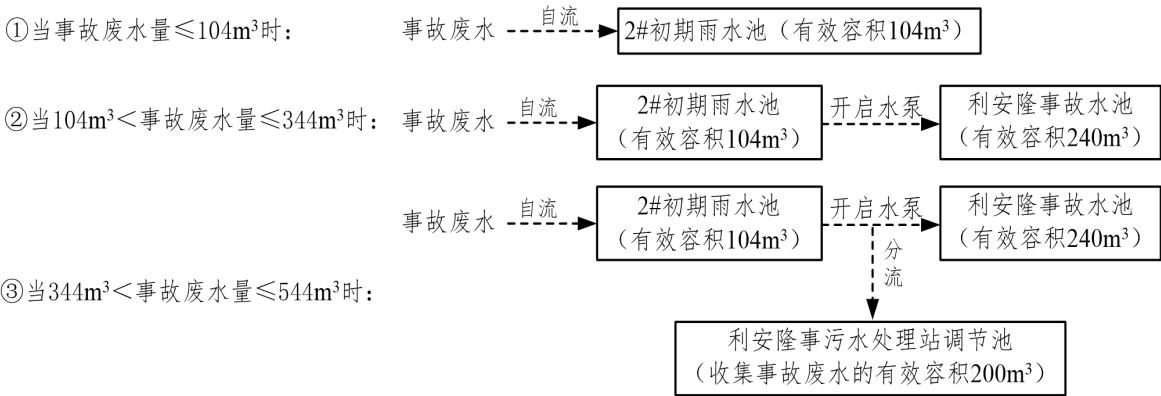 ①当事故废水量≤104m³时： 事故废水 自流 2#初期雨水池（有效容积104m³）
②当104m³＜事故废水量≤344m³时： 事故废水 自流 2#初期雨水池 开启水泵 利安隆事故水池
（有效容积104m³） （有效容积240m³）
事故废水 自流 2#初期雨水池 开启水泵 利安隆事故水池
（有效容积104m³） （有效容积240m³）
分流
③当344m³＜事故废水量≤544m³时：
利安隆事污水处理站调节池
（收集事故废水的有效容积200m³）